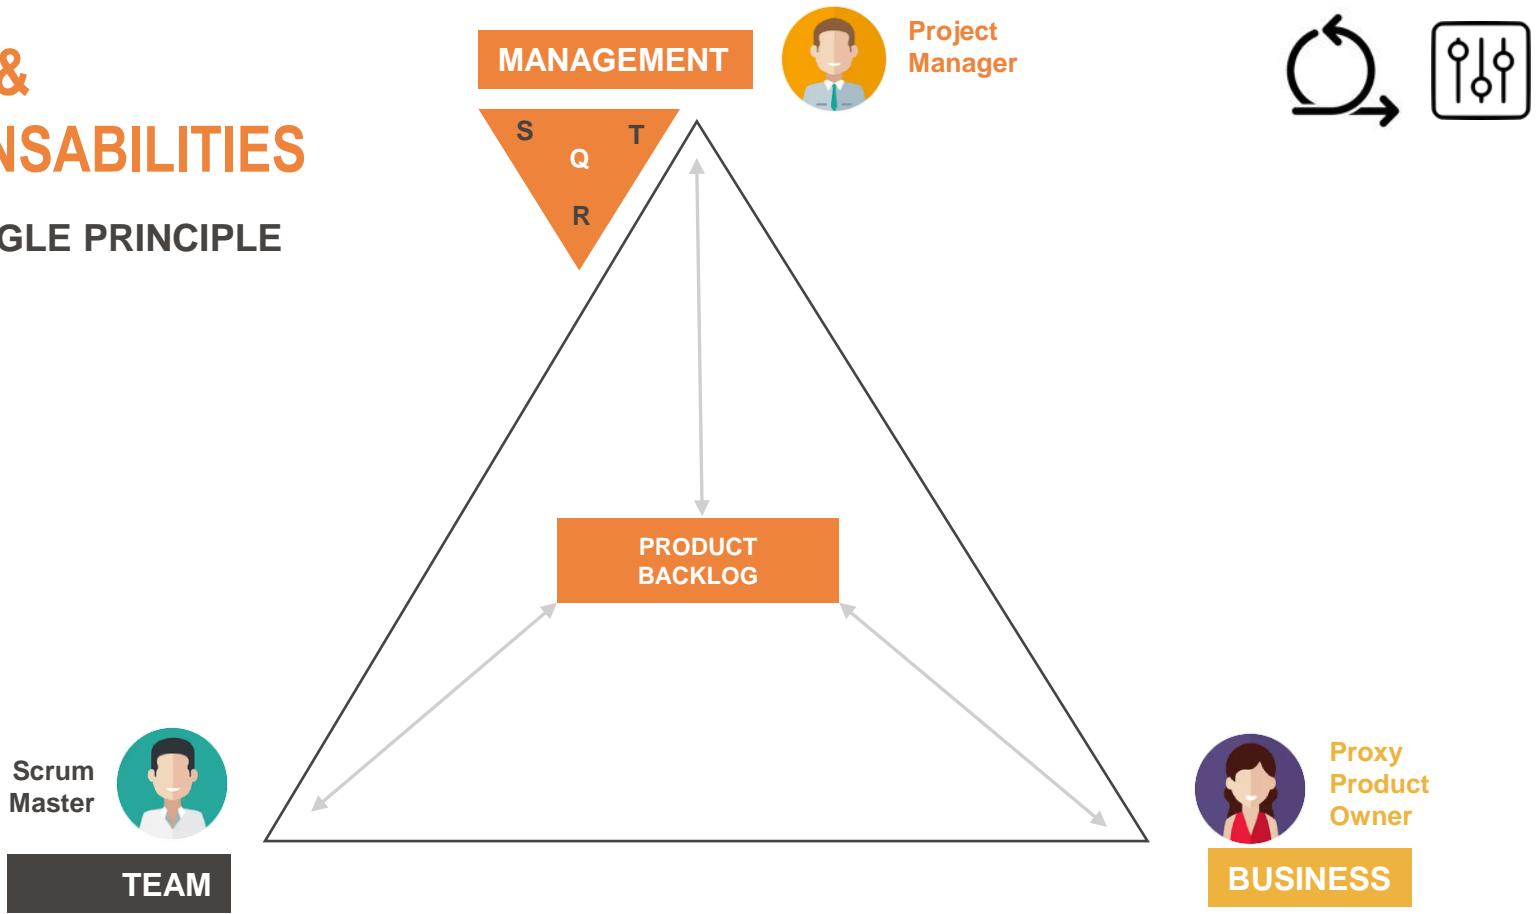 &
NSABILITIES
GLE PRINCIPLE
MANAGEMENT
Project
Manager
S
T
Q
R
PRODUCT
BACKLOG
Scrum
Master
TEAM
Proxy
Product
Owner
BUSINESS